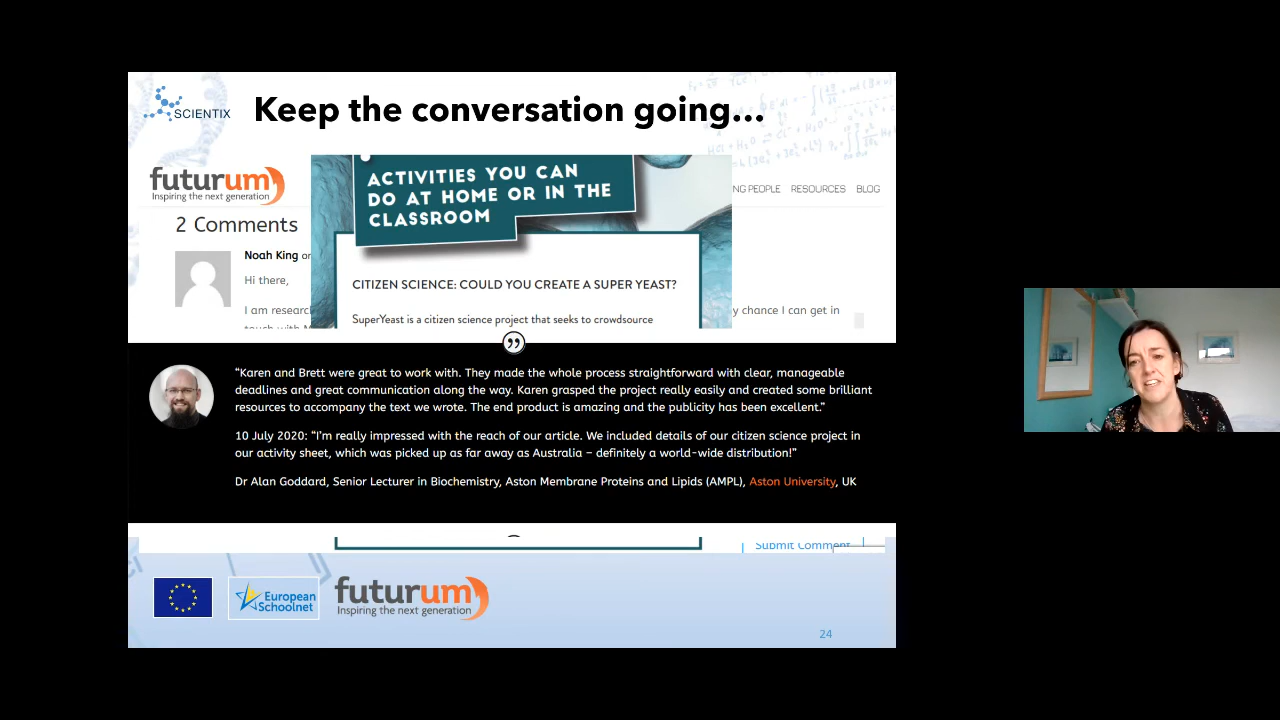 SCIENTIX
Keep the conversation going...
futurum
Inspiring the next generation
ACTIVITIES YOU CAN
DO AT HOME OR IN THE
CLASSROOM
NG PEOPLE RESOURCES BLOG
2 Comments
Noah King
Hi there,
CITIZEN SCIENCE: COULD YOU CREATE A SUPER YEAST?
I am researc
y chance I can get in
SuperYeast is a citizen science project that seeks to crowdsource
“Karen and Brett were great to work with. They made the whole process straightforward with clear, manageable
deadlines and great communication along the way. Karen grasped the project really easily and created some brilliant
resources to accompany the text we wrote. The end product is amazing and the publicity has been excellent.”
10 July 2020: “I’m really impressed with the reach of our article. We included details of our citizen science project in
our activity sheet, which was picked up as far away as Australia – definitely a world-wide distribution!”
Dr Alan Goddard, Senior Lecturer in Biochemistry, Aston Membrane Proteins and Lipids (AMPL), Aston University, UK
Submit Comment
European
Schoolnet
futurum
Inspiring the next generation
24